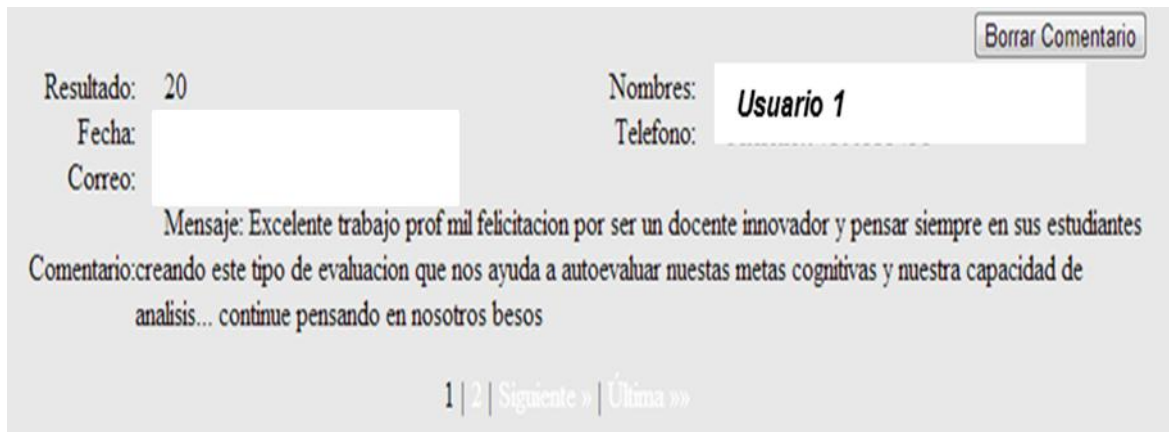 Borrar Comentario
Resultado: 20 Nombres: Usuario 1
Fecha: Telefono:
Correo:
Mensaje: Excelente trabajo prof mil felicitacion por ser un docente innovador y pensar siempre en sus estudiantes
Comentario:creando este tipo de evaluacion que nos ayuda a autoevaluar nuestas metas cognitivas y nuestra capacidad de
analisis... continue pensando en nosotros besos
1 | 2 | Siguiente » | Última »»